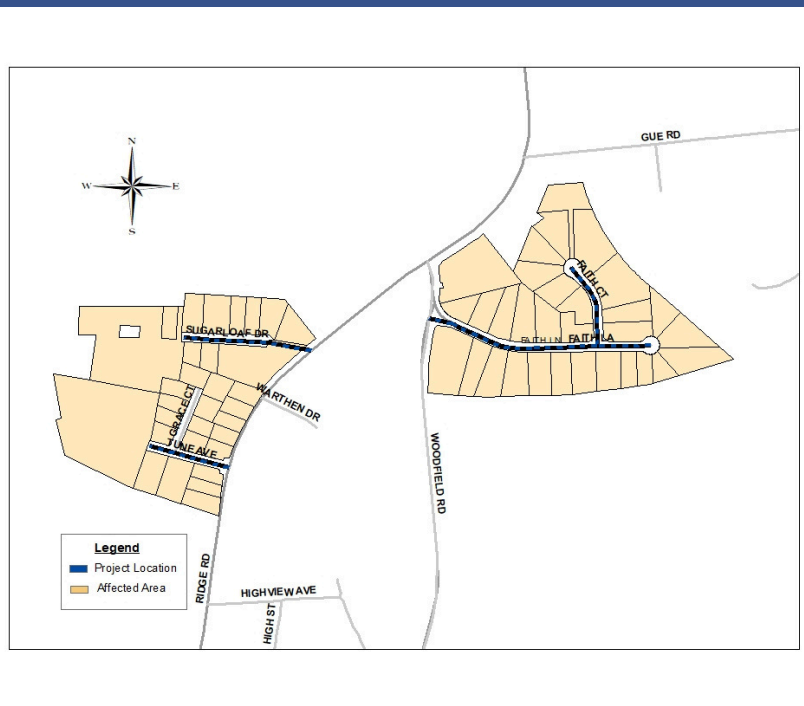 GUE RD
N
W E
S
FAITH CT
SUGARLOAF DR
FAITH LN FAITH LA
WARTHEN DR
GRACE CT
JUNE AVE
WOODFIELD RD
Legend
Project Location
Affected Area
RIDGE RD
HIGHVIEW AVE
HIGH ST